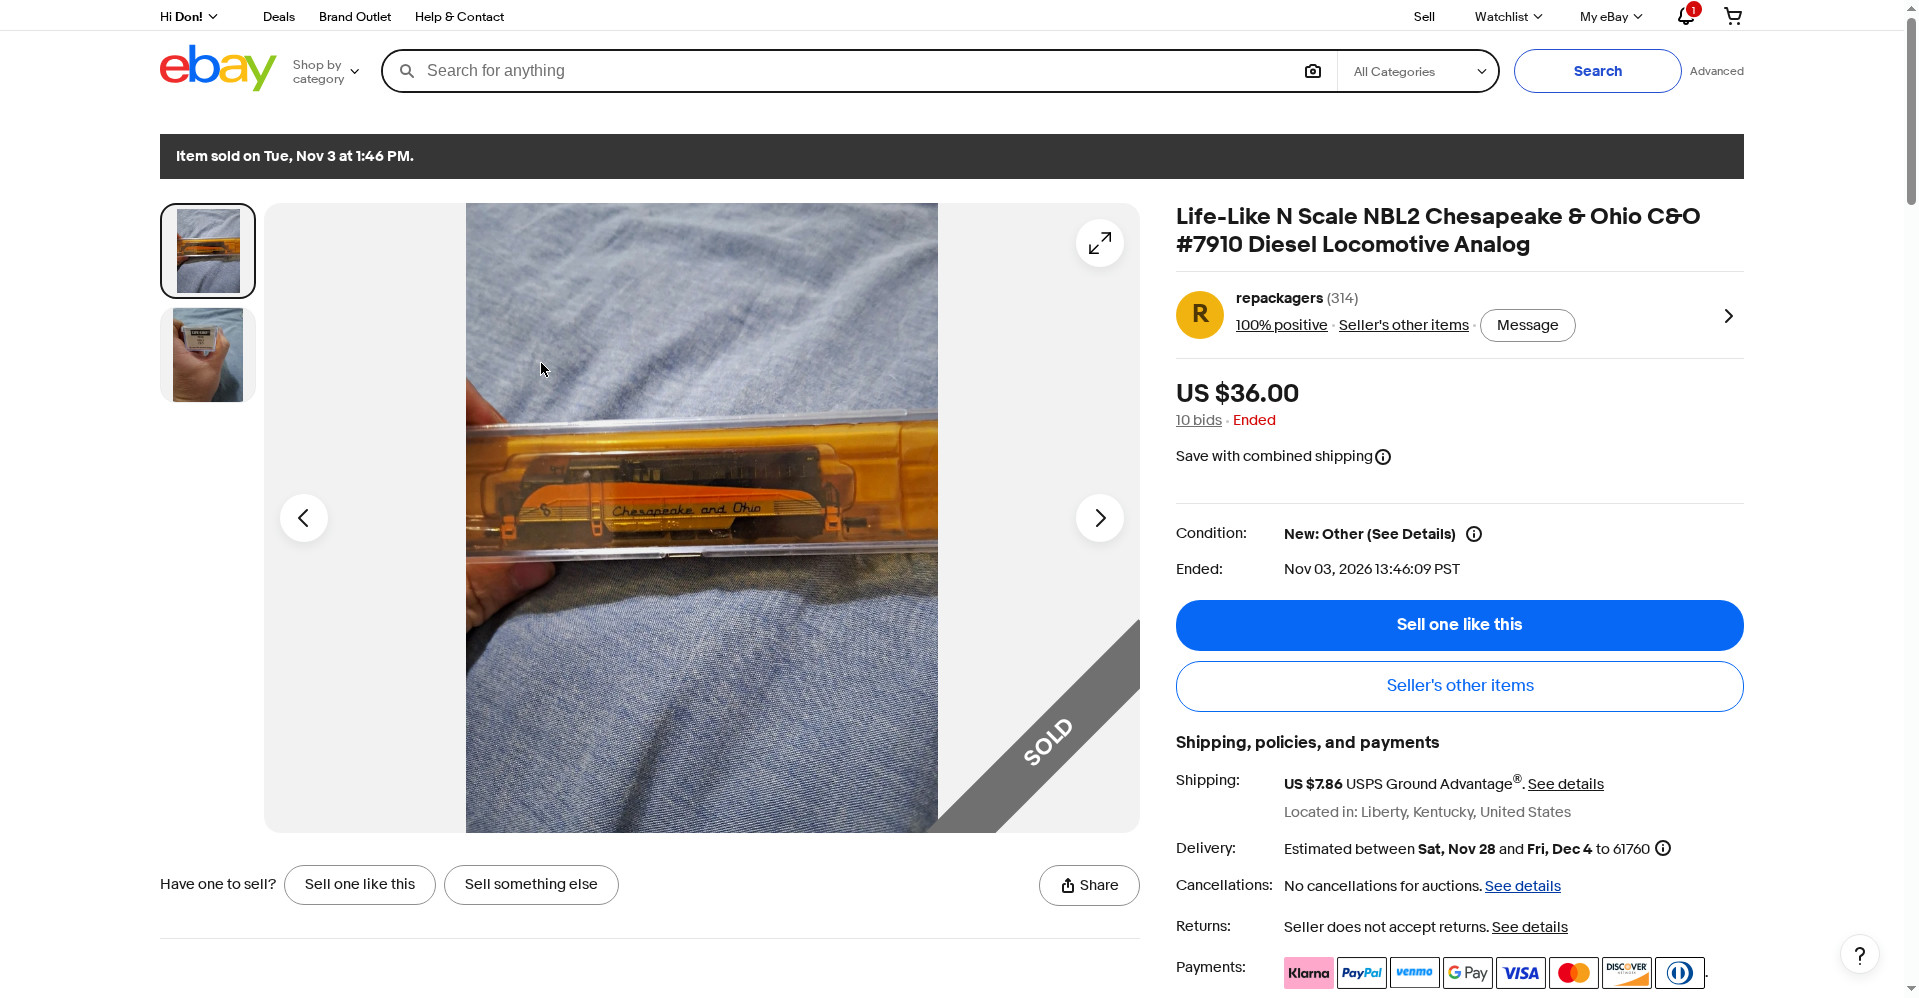 Hi Don!
Deals
Brand Outlet
Help & Contact
Sell
Watchlist
My eBay
1
ebay
Shop by
category
Search for anything
All Categories
Search
Advanced
Item sold on Tue, Nov 3 at 1:46 PM.
Chesapeake and Ohio
SOLD
Have one to sell?
Sell one like this
Sell something else
Share
Life-Like N Scale NBL2 Chesapeake & Ohio C&O
#7910 Diesel Locomotive Analog
R
repackagers (314)
100% positive · Seller's other items · Message
US $36.00
10 bids · Ended
Save with combined shipping
Condition: New: Other (See Details)
Ended: Nov 03, 2026 13:46:09 PST
Sell one like this
Seller's other items
Shipping, policies, and payments
Shipping: US $7.86 USPS Ground Advantage®. See details
Located in: Liberty, Kentucky, United States
Delivery: Estimated between Sat, Nov 28 and Fri, Dec 4 to 61760
Cancellations: No cancellations for auctions. See details
Returns: Seller does not accept returns. See details
Payments: Klarna PayPal venmo G Pay VISA DISCOVER
?